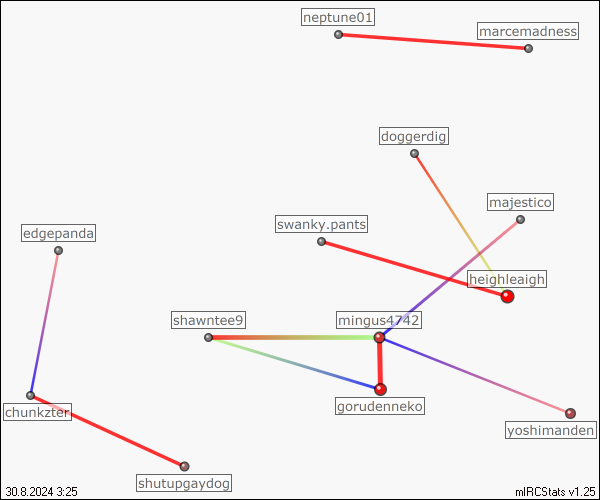 neptune01
marcemadness
doggerdig
majestico
swanky.pants
edgepanda
heighleaigh
shawntee9
mingus4742
gorudenneko
chunkzter
yoshimanden
shutupgaydog
30.8.2024 3:25
mIRCStats v1.25